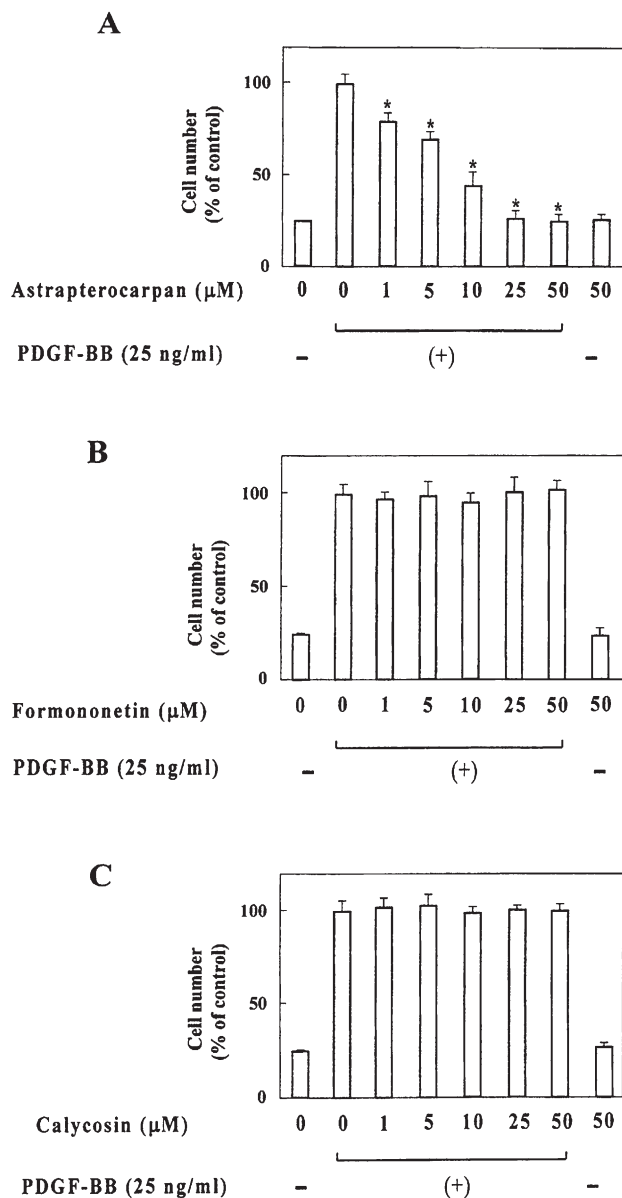 A
Cell number
(% of control)
100
50
0
* * * * *
Astrapterocarpan (μM) 0 0 1 5 10 25 50 50
PDGF-BB (25 ng/ml) – (+) –
B
Cell number
(% of control)
100
50
0
Formononetin (μM) 0 0 1 5 10 25 50 50
PDGF-BB (25 ng/ml) – (+) –
C
Cell number
(% of control)
100
50
0
Calycosin (μM) 0 0 1 5 10 25 50 50
PDGF-BB (25 ng/ml) – (+) –